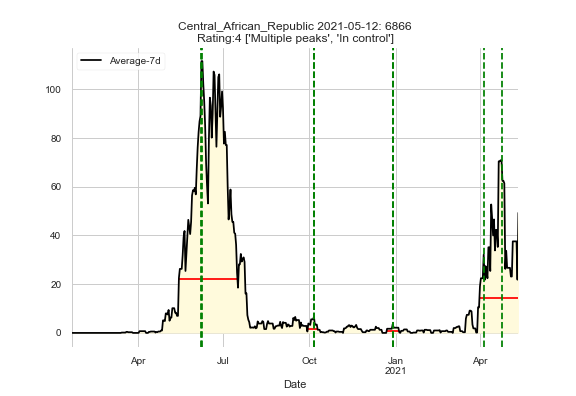 Central_African_Republic 2021-05-12: 6866
Rating:4 ['Multiple peaks', 'In control']
Average-7d
100
80
60
40
20
0
Apr
Jul
Oct
Jan
2021
Apr
Date